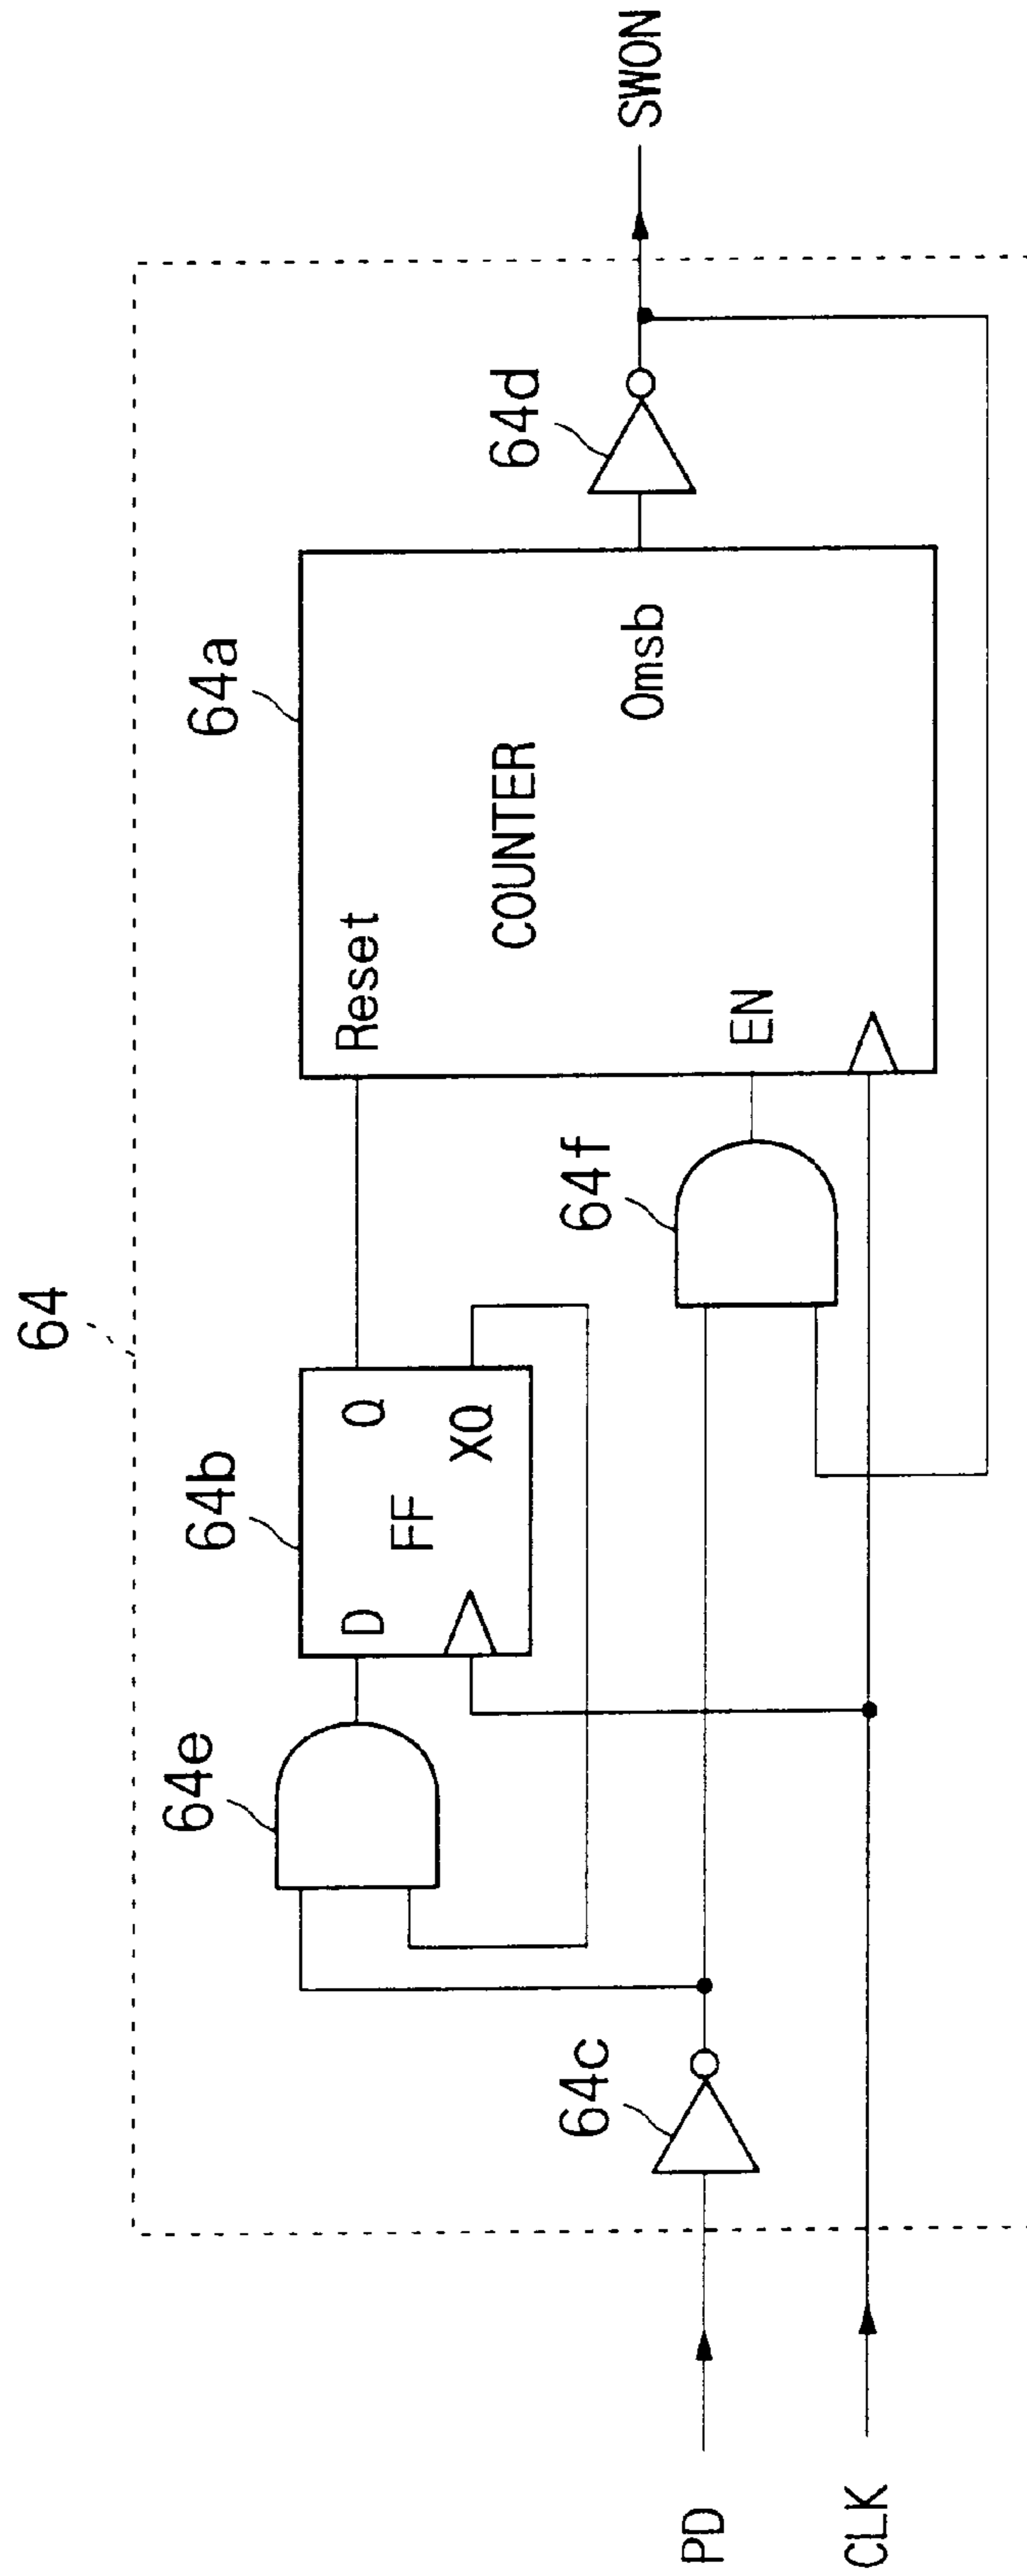 64
64e
64b
64a
D
Q
FF
XQ
Reset
COUNTER
64c
64f
64d
EN
Omsb
PD
CLK
SWON